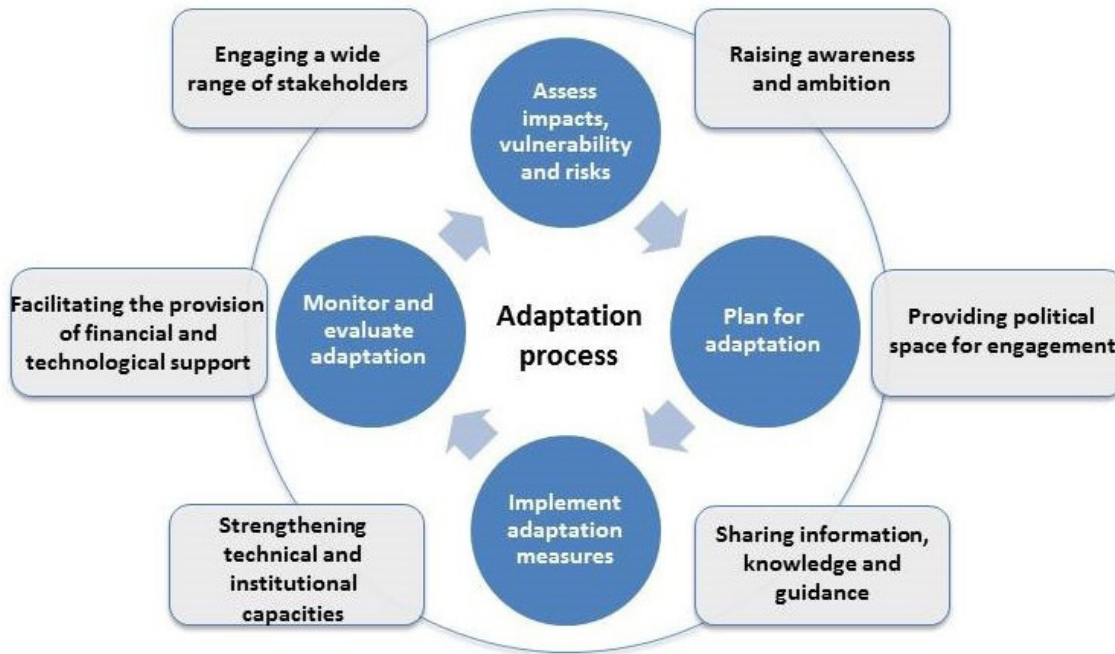 Engaging a wide
range of stakeholders
Raising awareness
and ambition
Assess
impacts,
vulnerability
and risks
Facilitating the provision
of financial and
technological support
Monitor and
evaluate
adaptation
Adaptation
process
Plan for
adaptation
Providing political
space for engagement
Strengthening
technical and
institutional
capacities
Implement
adaptation
measures
Sharing information,
knowledge and
guidance